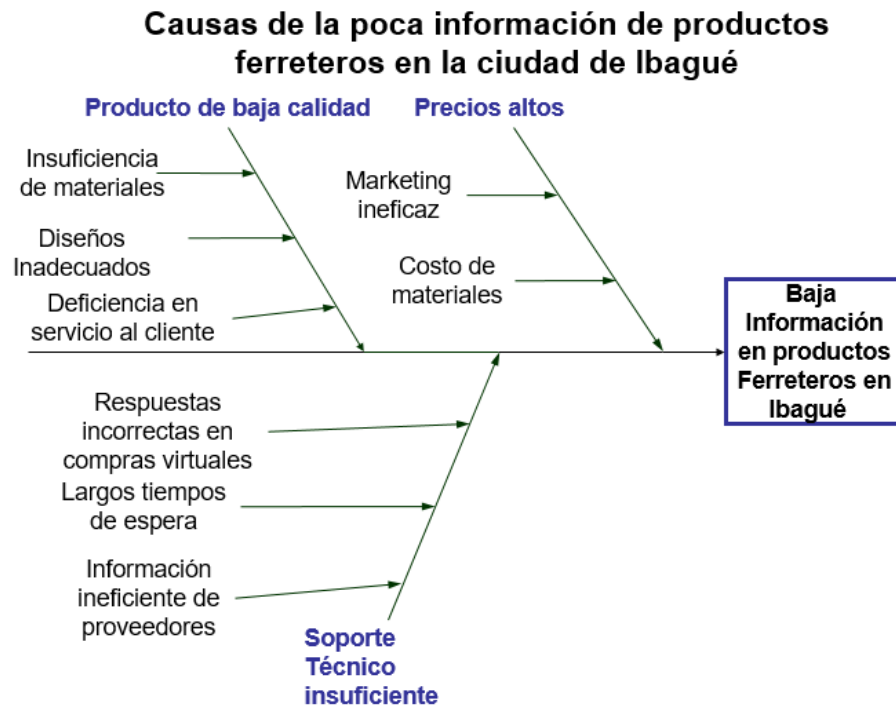 Causas de la poca información de productos
ferreteros en la ciudad de Ibagué
Producto de baja calidad
Precios altos
Insuficiencia
de materiales
Diseños
Inadecuados
Deficiencia en
servicio al cliente
Marketing
ineficaz
Costo de
materiales
Baja
Información
en productos
Ferreteros en
Ibagué
Respuestas
incorrectas en
compras virtuales
Largos tiempos
de espera
Información
ineficiente de
proveedores
Soporte
Técnico
insuficiente